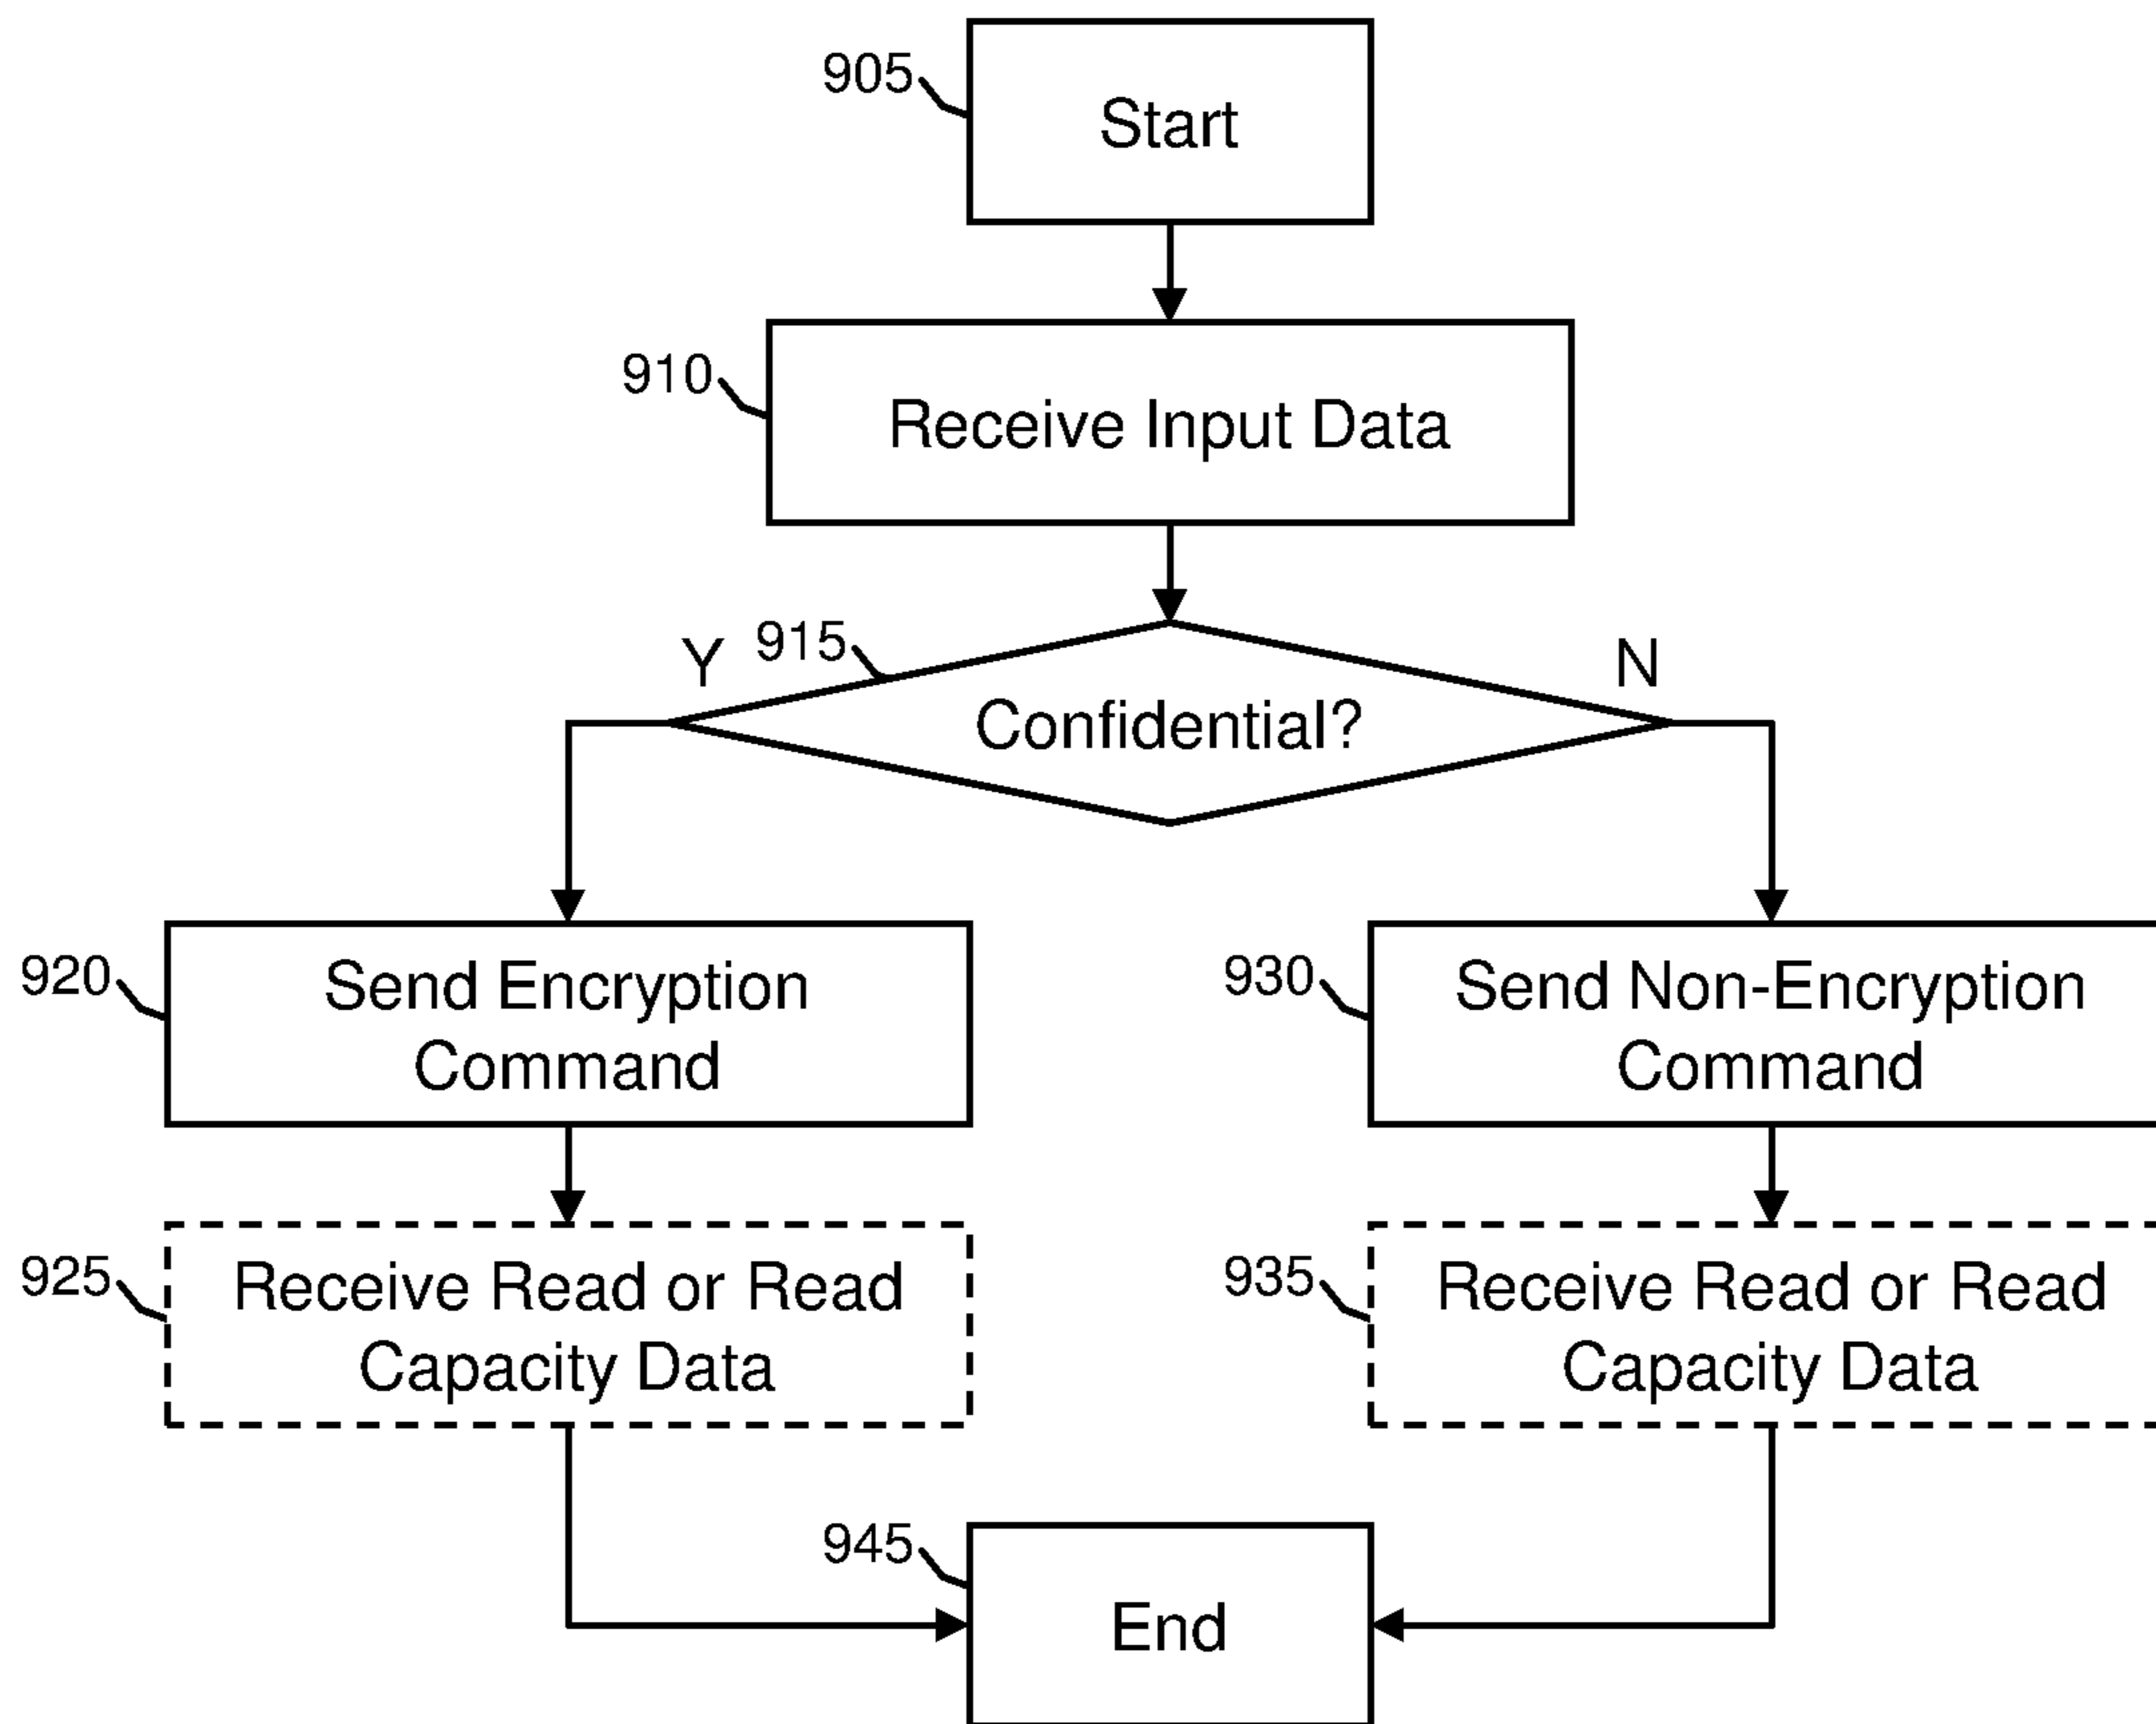 905
Start
910
Receive Input Data
Y
915
N
Confidential?
920
Send Encryption
Command
930
Send Non-Encryption
Command
925
Receive Read or Read
Capacity Data
935
Receive Read or Read
Capacity Data
945
End